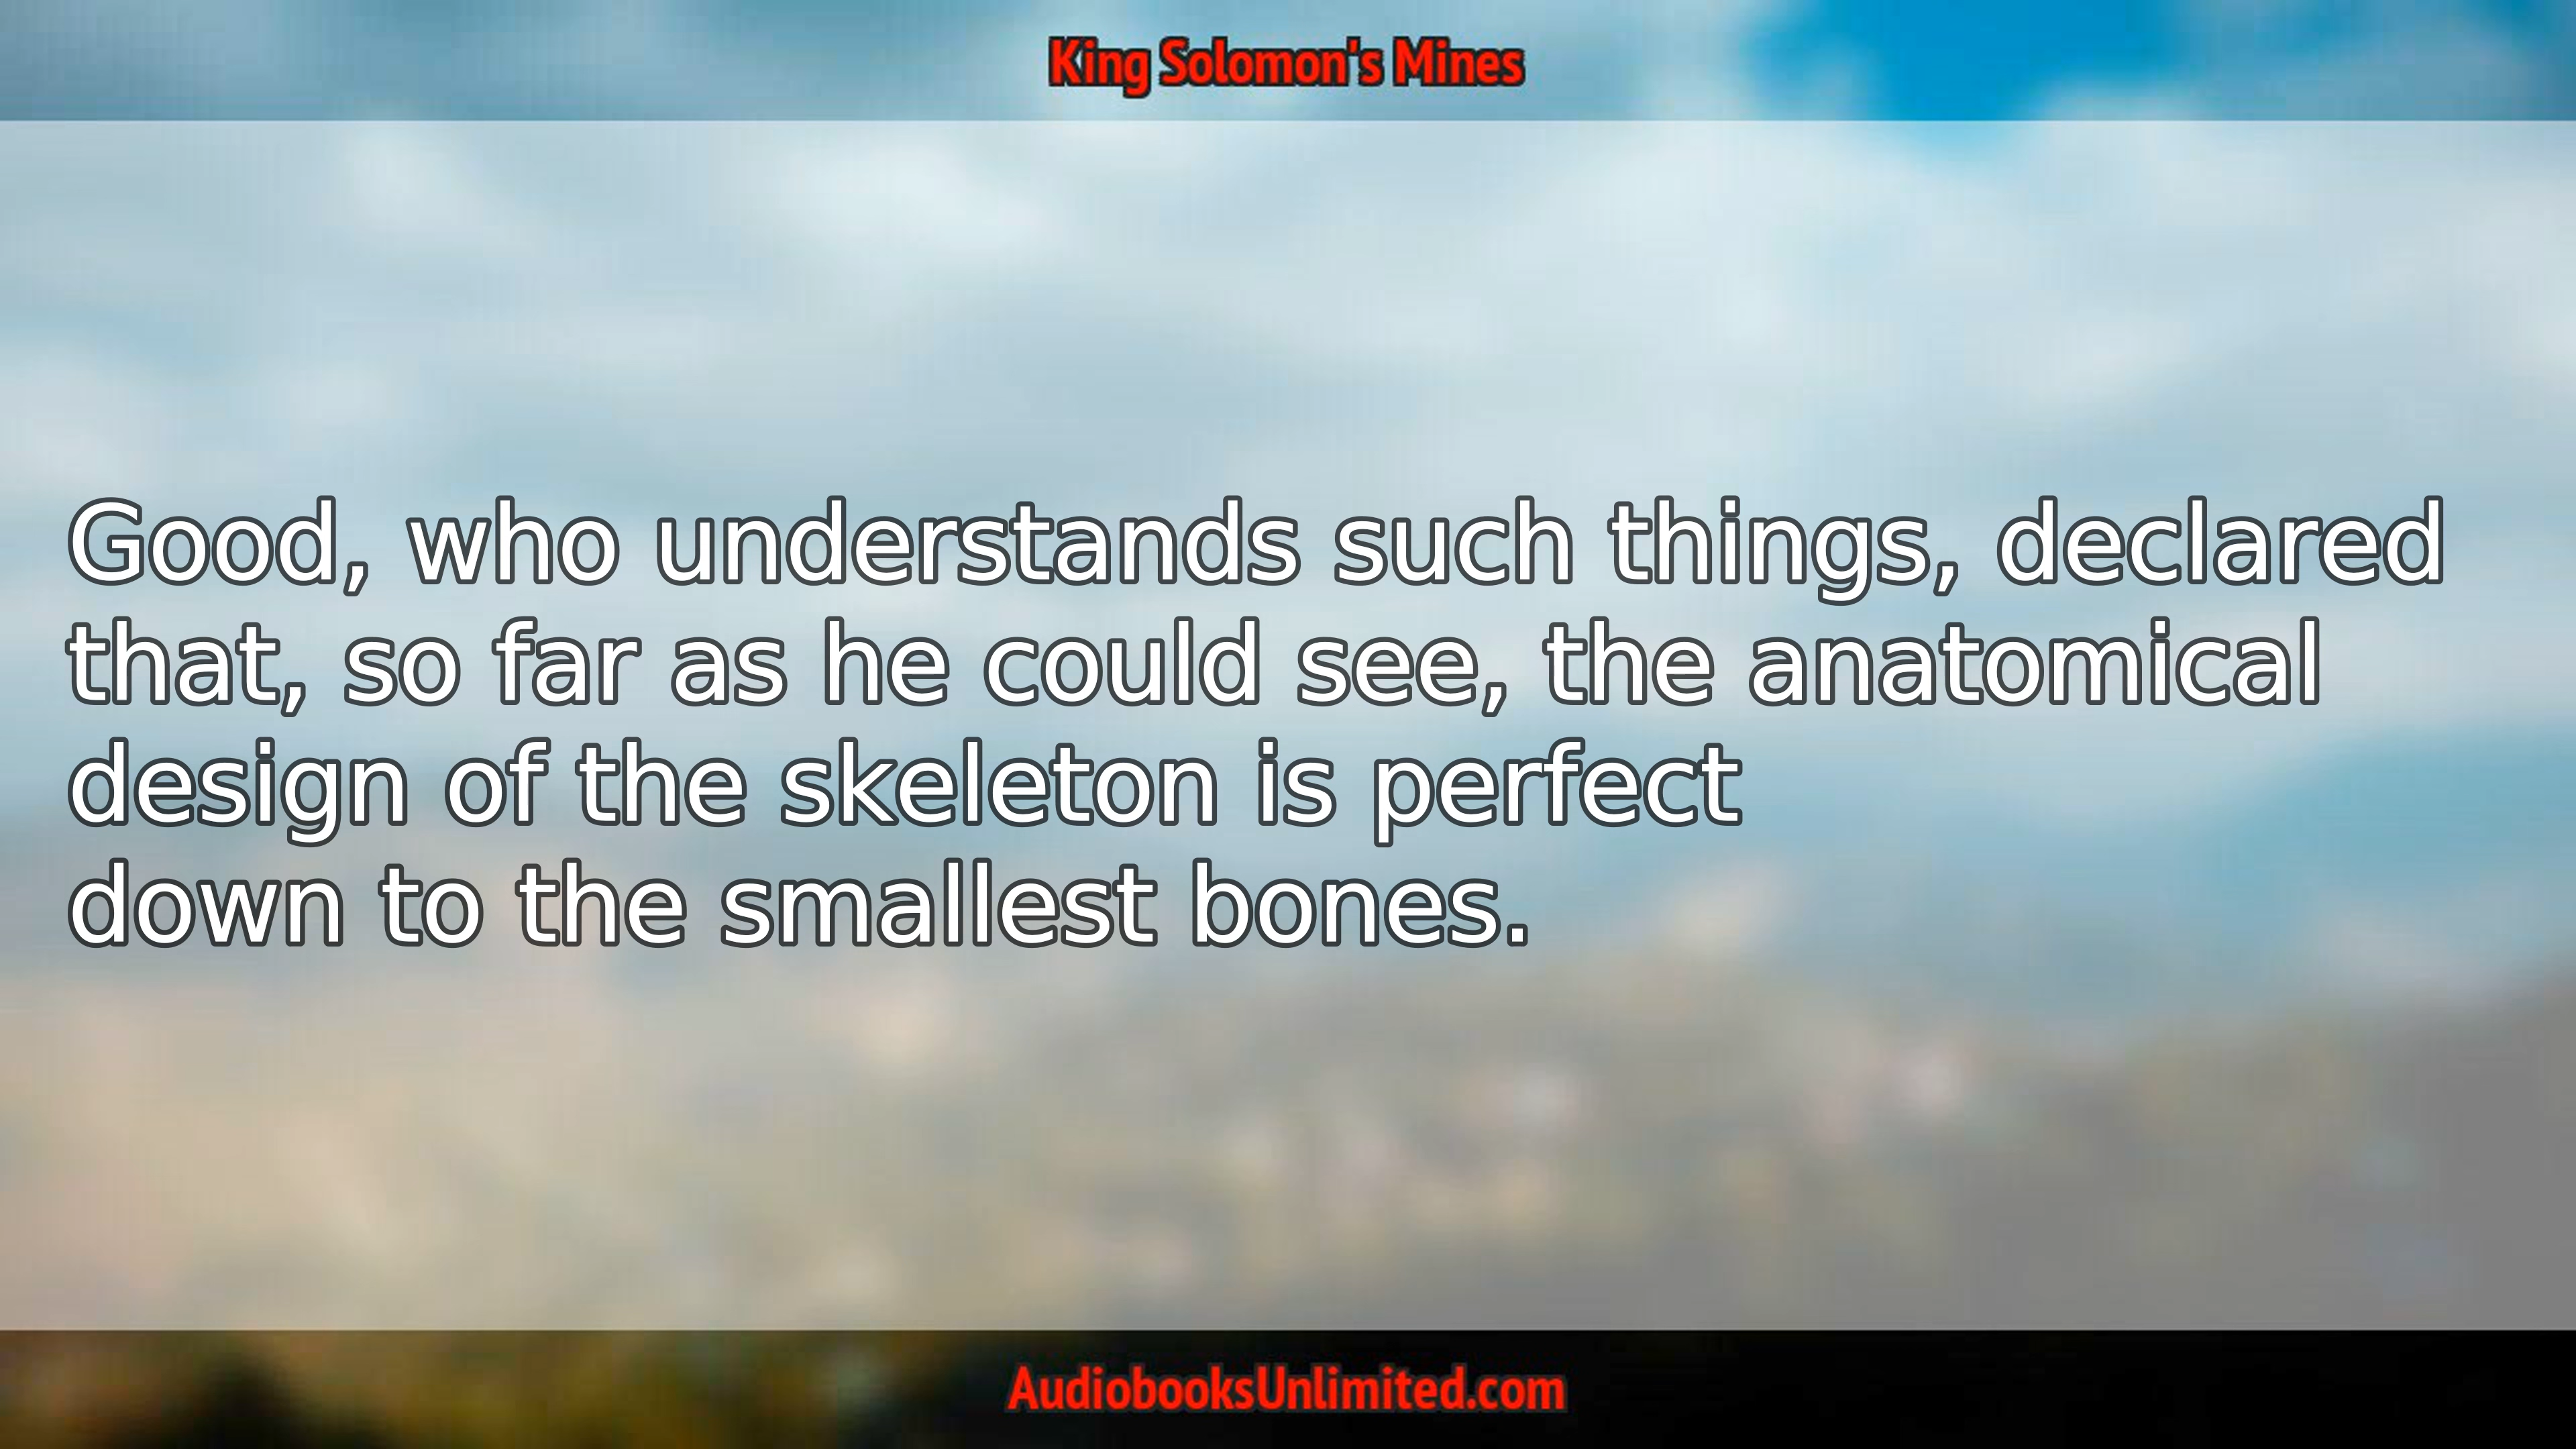 King Solomon's Mines
Good, who understands such things, declared
that, so far as he could see, the anatomical
design of the skeleton is perfect
down to the smallest bones.
AudiobooksUnlimited.com